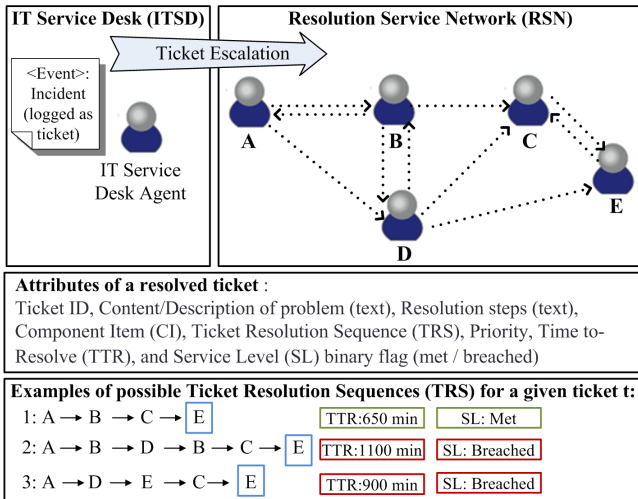 IT Service Desk (ITSD)
Resolution Service Network (RSN)
Ticket Escalation
<Event>:
Incident
(logged as
ticket)
IT Service
Desk Agent
A
B
C
D
E
Attributes of a resolved ticket :
Ticket ID, Content/Description of problem (text), Resolution steps (text),
Component Item (CI), Ticket Resolution Sequence (TRS), Priority, Time to-
Resolve (TTR), and Service Level (SL) binary flag (met / breached)
Examples of possible Ticket Resolution Sequences (TRS) for a given ticket t:
1: A → B → C → E TTR:650 min SL: Met
2: A → B → D → B → C → E TTR:1100 min SL: Breached
3: A → D → E → C → E TTR:900 min SL: Breached